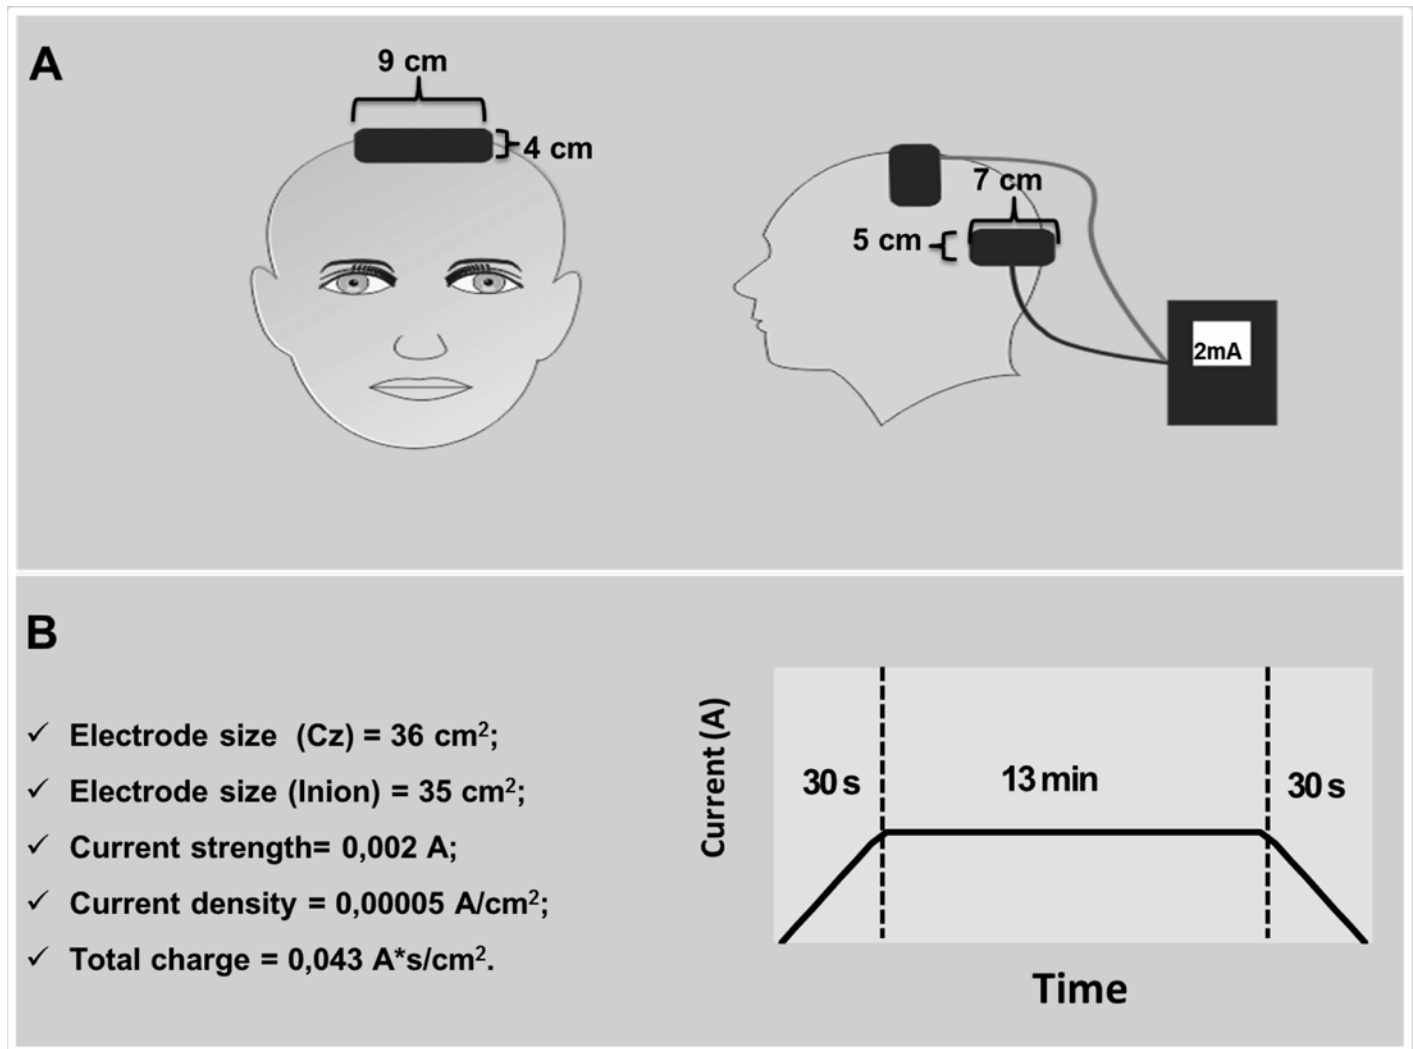 A
9 cm
4 cm
7 cm
5 cm
2mA
B
✓ Electrode size (Cz) = 36 cm²;
✓ Electrode size (Inion) = 35 cm²;
✓ Current strength= 0,002 A;
✓ Current density = 0,00005 A/cm²;
✓ Total charge = 0,043 A*s/cm².
Current (A)
30 s
13 min
30 s
Time